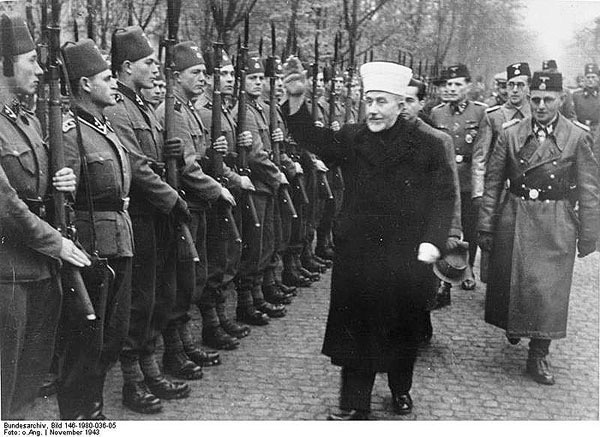 Bundesarchiv, Bild 146-1980-036-05
Foto: o.Ang. | November 1943